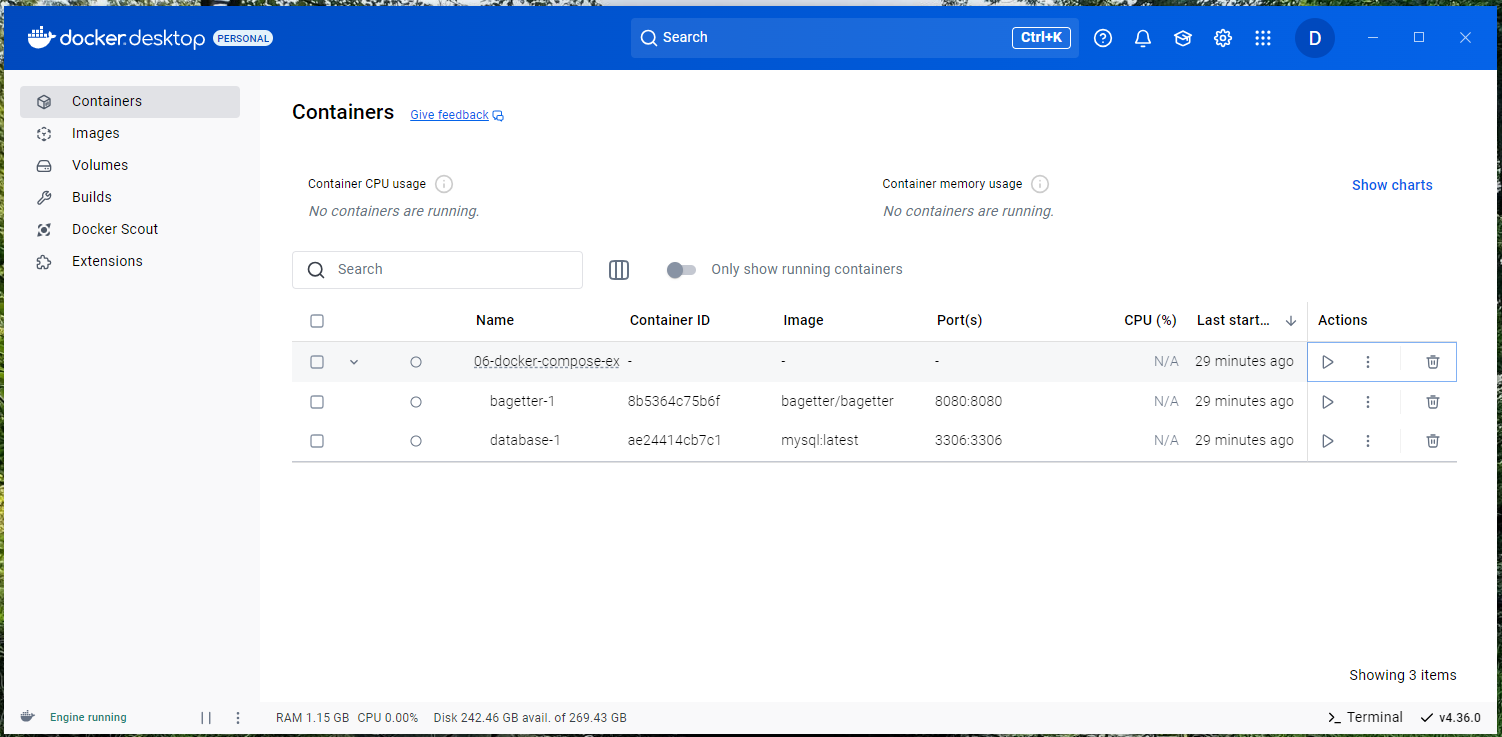 docker.desktop PERSONAL Search Ctrl+K D
Containers
Images
Volumes
Builds
Docker Scout
Extensions
Containers Give feedback
Container CPU usage
No containers are running.
Container memory usage
No containers are running.
Show charts
Search Only show running containers
Name Container ID Image Port(s) CPU (%) Last start... Actions
06-docker-compose-ex - - - N/A 29 minutes ago
bagetter-1 8b5364c75b6f bagetter/bagetter 8080:8080 N/A 29 minutes ago
database-1 ae24414cb7c1 mysql:latest 3306:3306 N/A 29 minutes ago
Showing 3 items
Engine running RAM 1.15 GB CPU 0.00% Disk 242.46 GB avail. of 269.43 GB Terminal v4.36.0